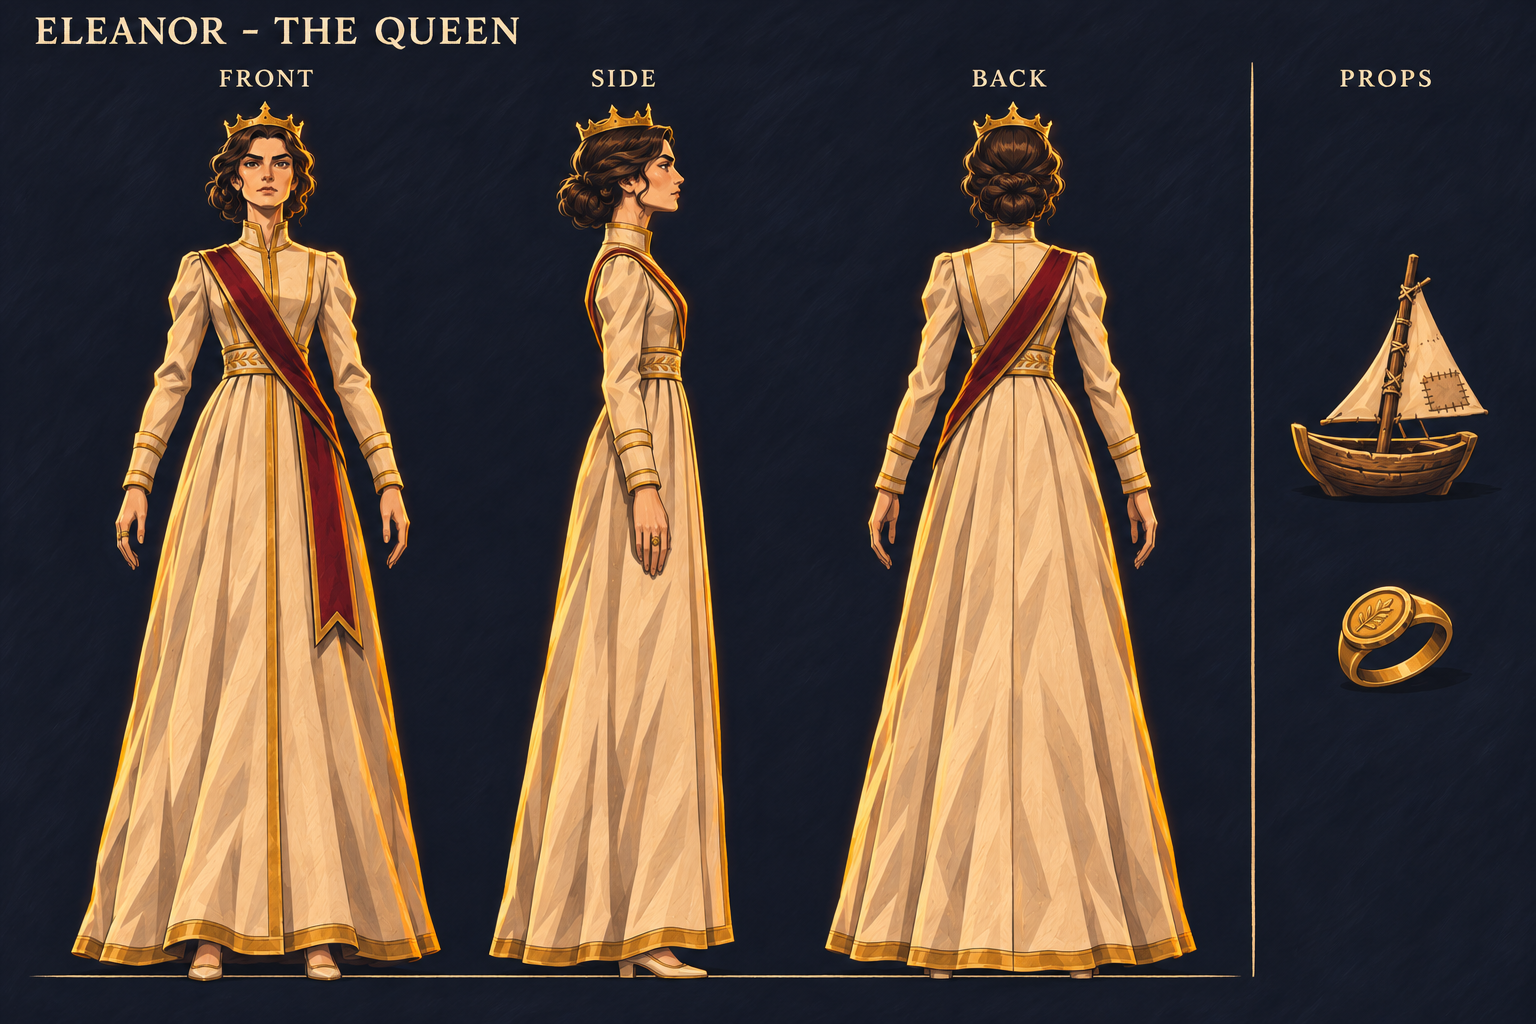 ELEANOR – THE QUEEN
FRONT
SIDE
BACK
PROPS